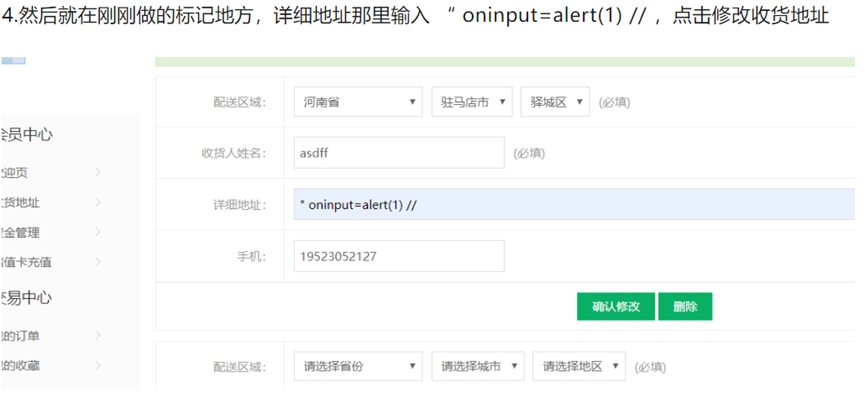 4.然后就在刚刚做的标记地方，详细地址那里输入 “ oninput=alert(1) // ，点击修改收货地址
配送区域： 河南省 驻马店市 驿城区 (必填)
会员中心
收货人姓名： asdff (必填)
欢迎页
收货地址
详细地址： " oninput=alert(1) //
资金管理
手机： 19523052127
储值卡充值
交易中心
确认修改 删除
我的订单
我的收藏
配送区域： 请选择省份 请选择城市 请选择地区 (必填)